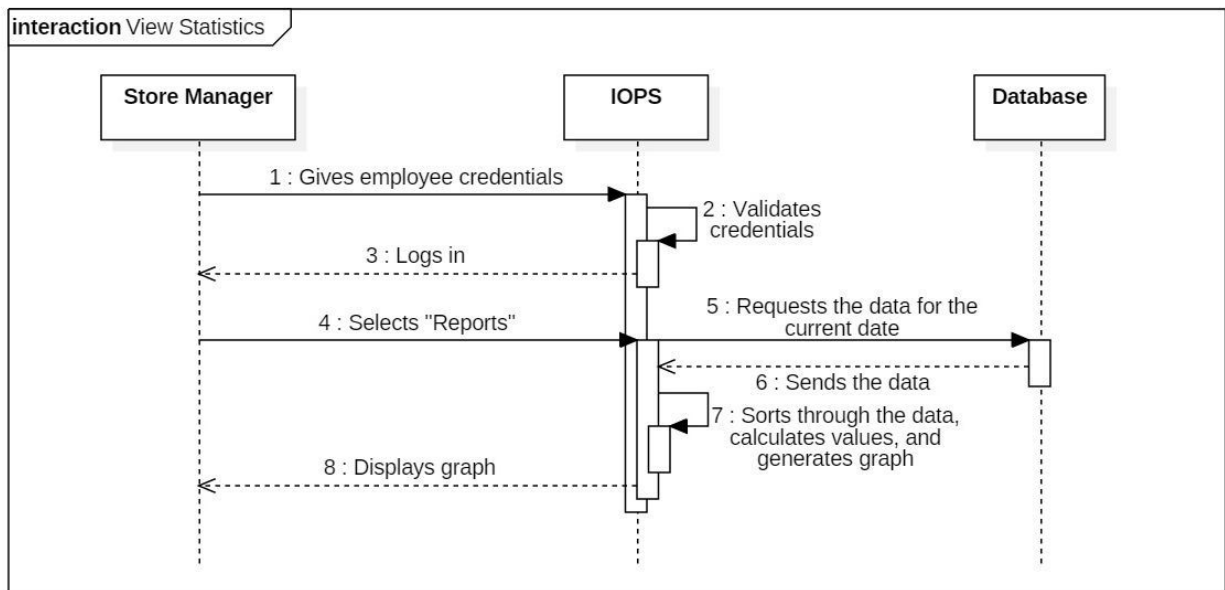 interaction View Statistics
Store Manager
IOPS
Database
1 : Gives employee credentials
2 : Validates
credentials
3 : Logs in
4 : Selects "Reports"
5 : Requests the data for the
current date
6 : Sends the data
7 : Sorts through the data,
calculates values, and
generates graph
8 : Displays graph